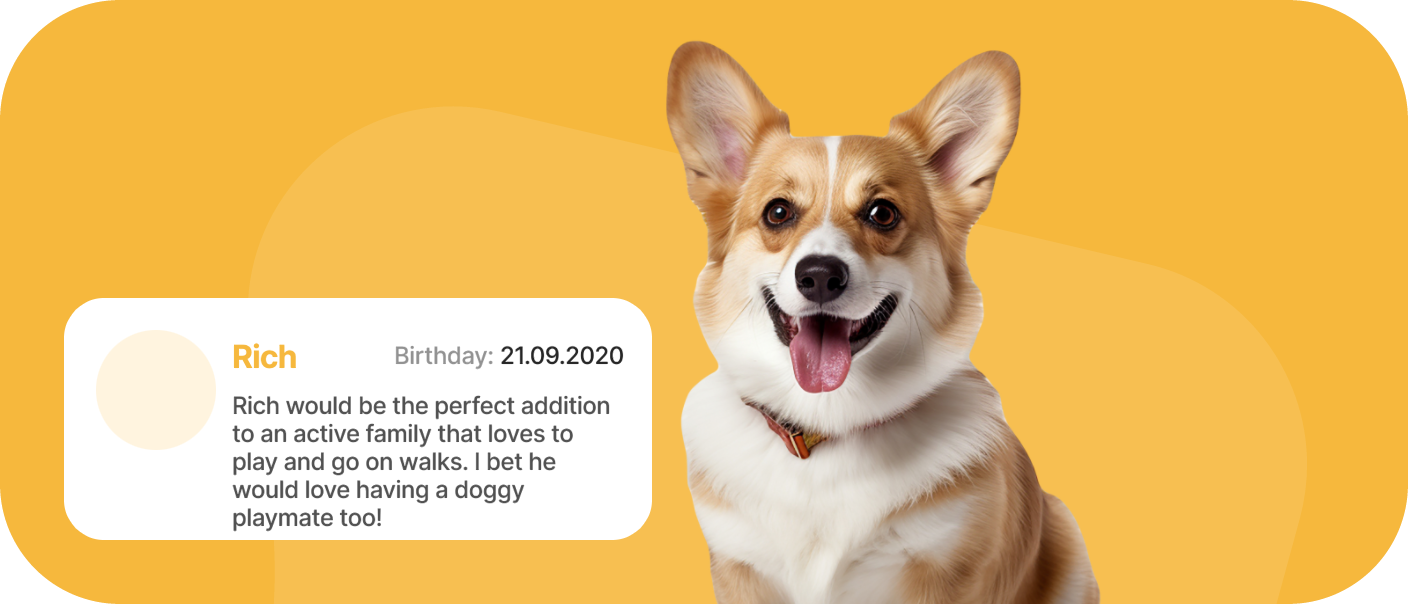 Rich
Birthday: 21.09.2020
Rich would be the perfect addition
to an active family that loves to
play and go on walks. I bet he
would love having a doggy
playmate too!